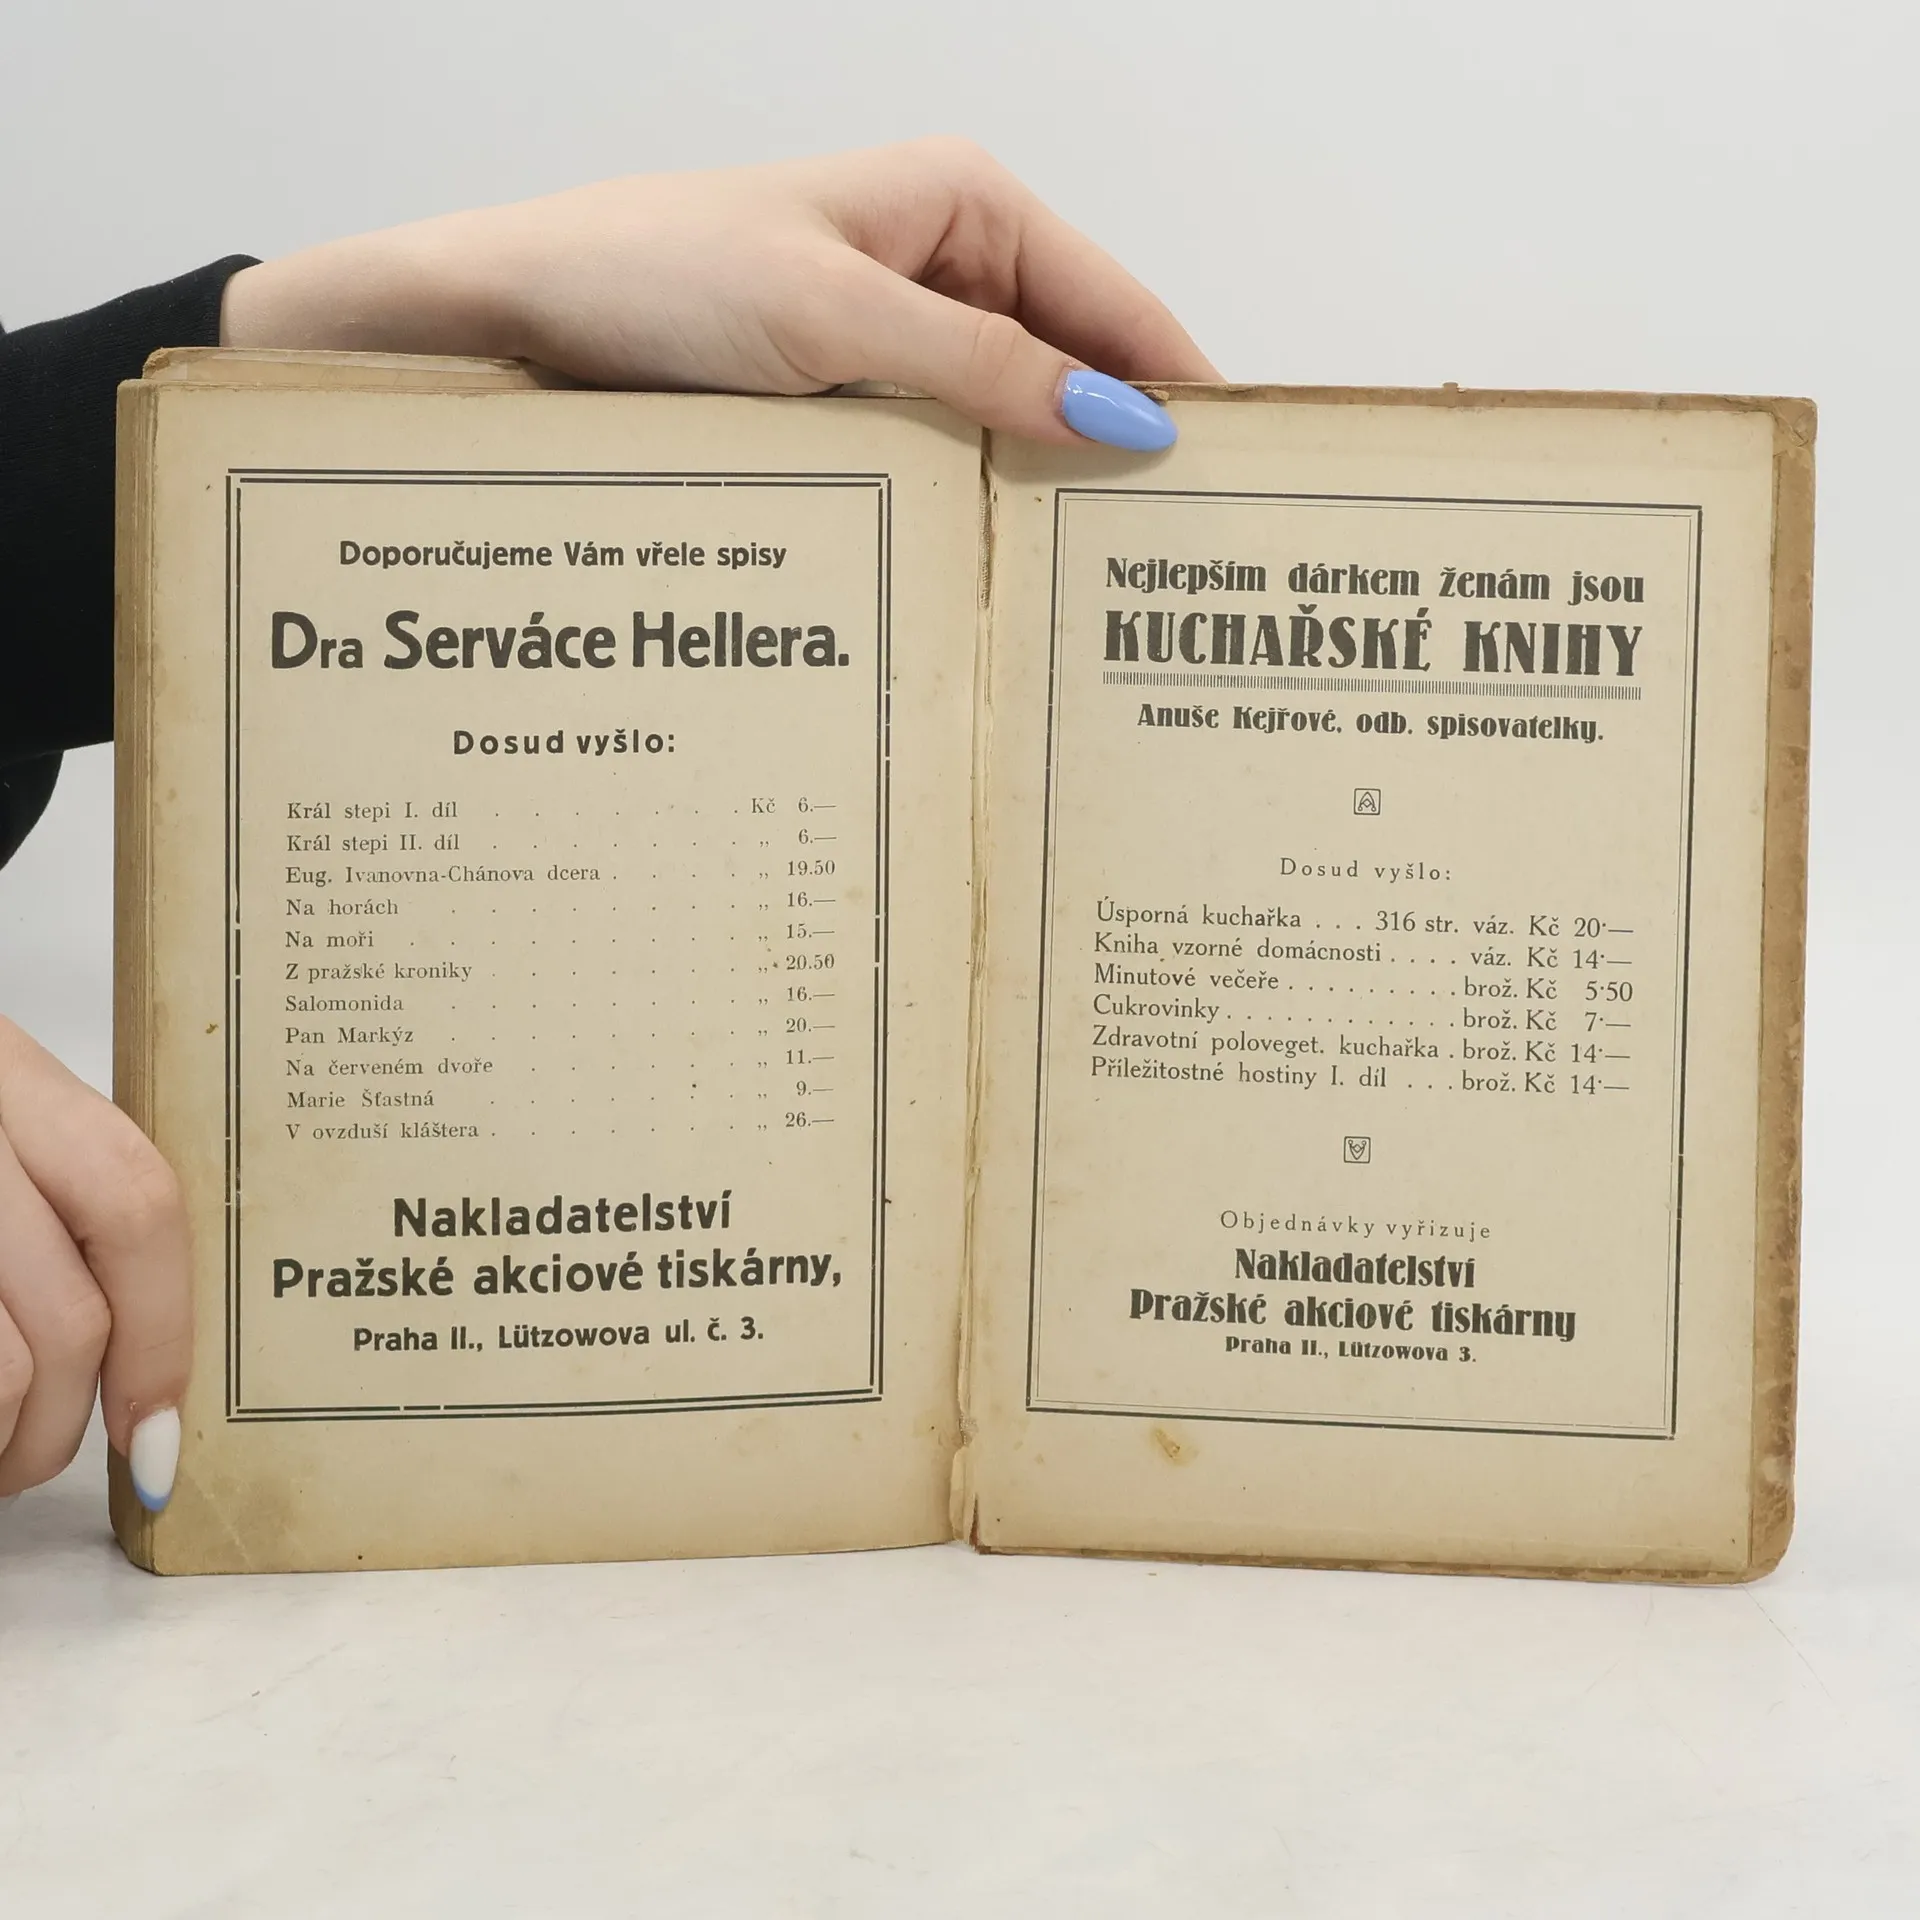 Doporučujeme Vám vřele spisy
Dra Serváce Hellera.
Dosud vyšlo:
Král stepi I. díl . . . . . . . Kč 6.—
Král stepi II. díl . . . . . . . „ 6.—
Eug. Ivanovna-Chánova dcera . . . . „ 19.50
Na horách . . . . . . . . „ 16.—
Na moři . . . . . . . . . „ 15.—
Z pražské kroniky . . . . . . . „ 20.50
Salomonida . . . . . . . . „ 16.—
Pan Markýz . . . . . . . . „ 20.—
Na červeném dvoře . . . . . . „ 11.—
Marie Šťastná . . . . . . . „ 9.—
V ovzduší kláštera . . . . . . . „ 26.—
Nakladatelství
Pražské akciové tiskárny,
Praha II., Lützowova ul. č. 3.
Nejlepším dárkem ženám jsou
KUCHAŘSKÉ KNIHY
Anuše Kejřové, odb. spisovatelky.
Dosud vyšlo:
Úsporná kuchařka . . . 316 str. váz. Kč 20·—
Kniha vzorné domácnosti . . . . váz. Kč 14·—
Minutové večeře . . . . . . . . . brož. Kč 5·50
Cukrovinky . . . . . . . . . . . . brož. Kč 7·—
Zdravotní poloveget. kuchařka . brož. Kč 14·—
Příležitostné hostiny I. díl . . . brož. Kč 14·—
Objednávky vyřizuje
Nakladatelství
Pražské akciové tiskárny
Praha II., Lützowova 3.